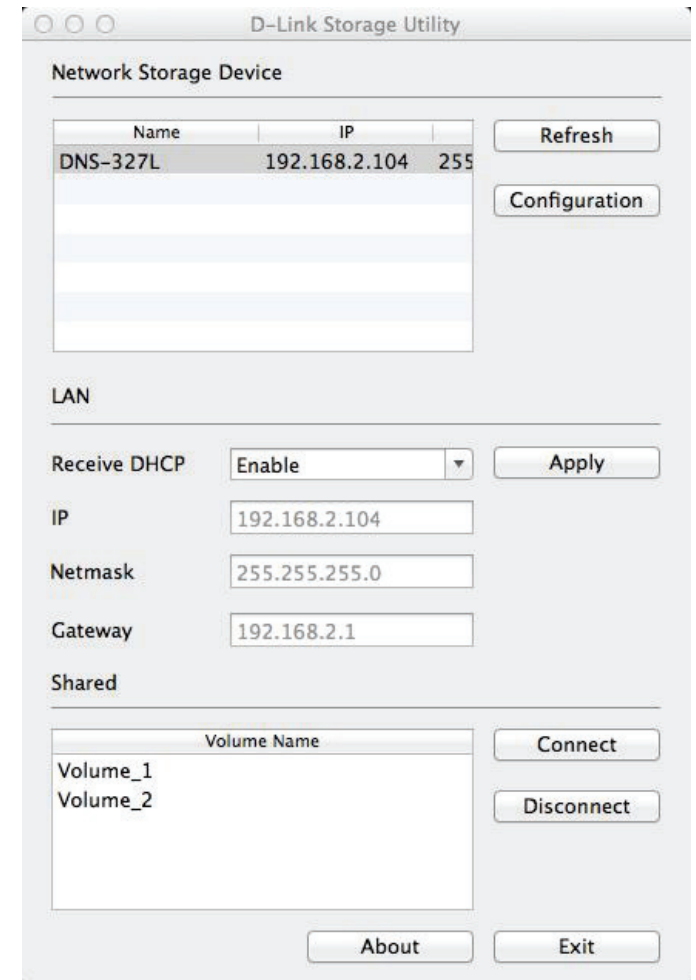 D-Link Storage Utility
Network Storage Device
Name IP
DNS-327L 192.168.2.104 255
Refresh
Configuration
LAN
Receive DHCP Enable Apply
IP 192.168.2.104
Netmask 255.255.255.0
Gateway 192.168.2.1
Shared
Volume Name
Volume_1
Volume_2
Connect
Disconnect
About Exit